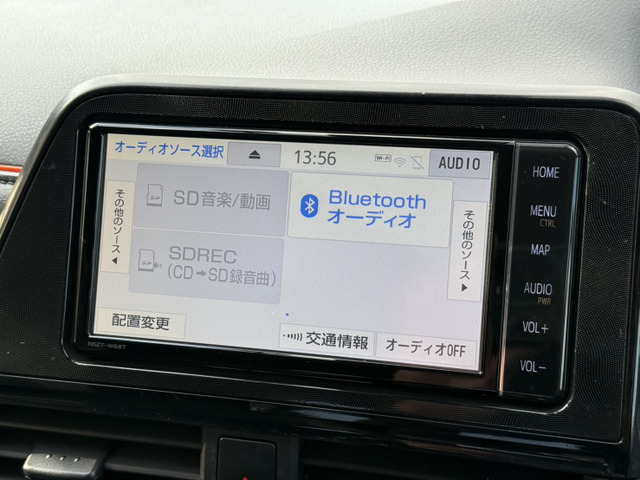 オーディオソース選択
13:56
Wi-Fi
AUDIO
その他のソース
SD音楽/動画
Bluetooth
オーディオ
その他のソース
SDREC
(CD➡SD録音曲)
配置変更
交通情報
オーディオOFF
NSZT-W68T
HOME
MENU
CTRL
MAP
AUDIO
PWR
VOL+
VOL-